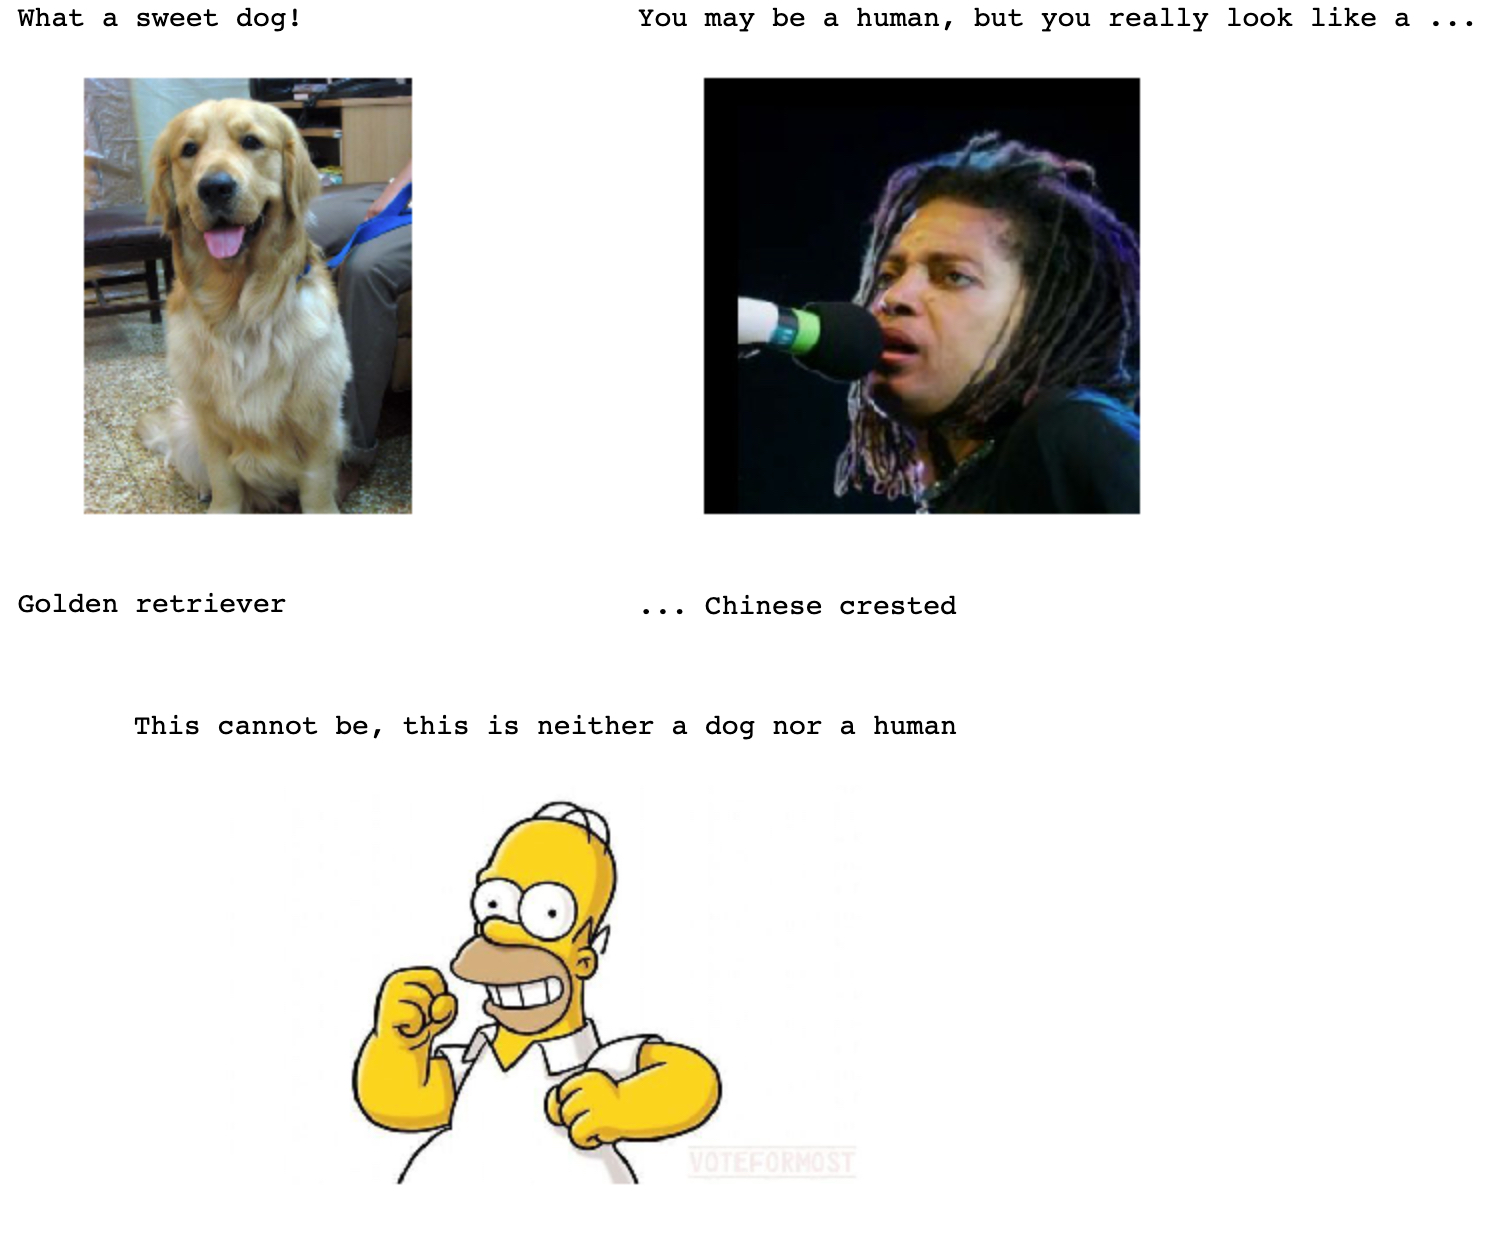 What a sweet dog!
You may be a human, but you really look like a ...
Golden retriever
... Chinese crested
This cannot be, this is neither a dog nor a human
VOTEFORMOST